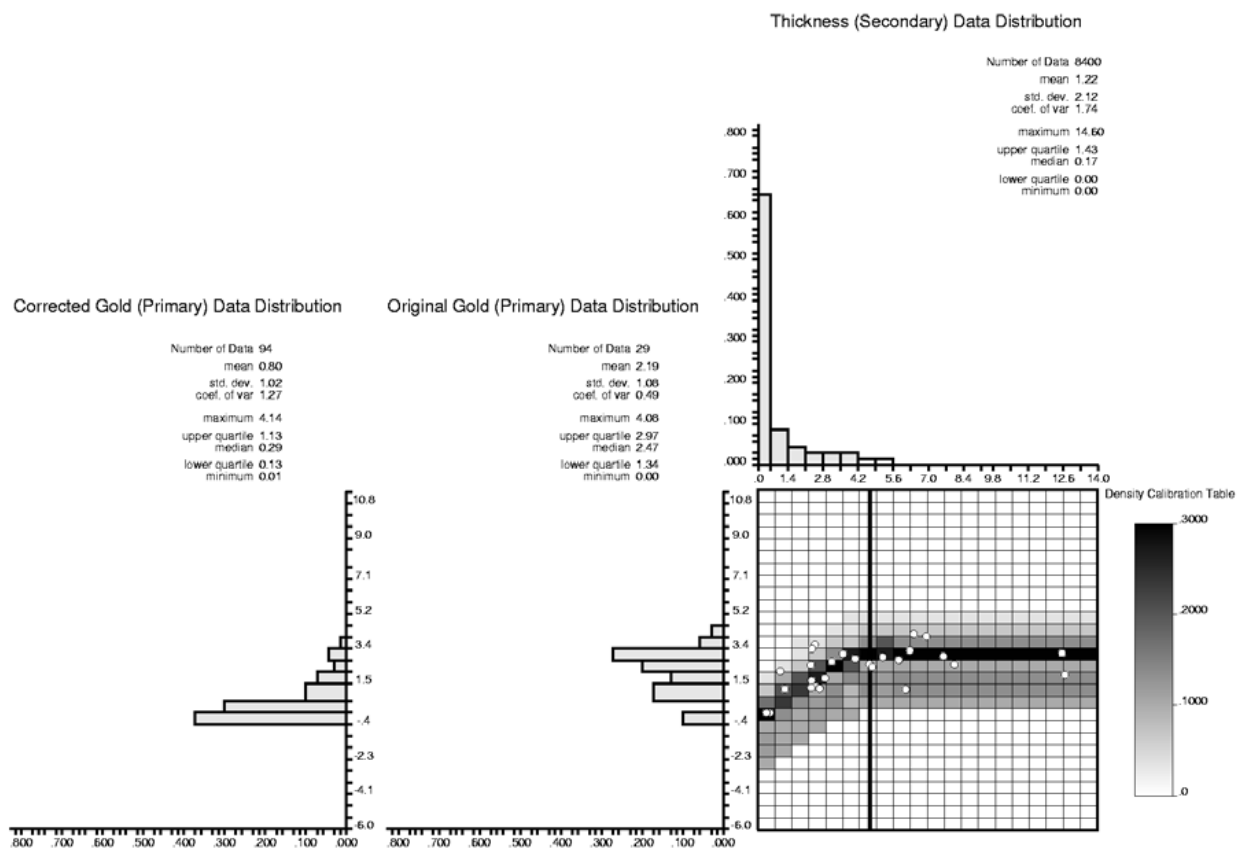 Thickness (Secondary) Data Distribution
Number of Data 8400
mean 1.22
std. dev. 2.12
coef. of var 1.74
maximum 14.60
upper quartile 1.43
median 0.17
lower quartile 0.00
minimum 0.00
.800
.700
.600
.500
.400
.300
.200
.100
.000
.0 1.4 2.8 4.2 5.6 7.0 8.4 9.8 11.2 12.6 14.0
Corrected Gold (Primary) Data Distribution
Number of Data 94
mean 0.80
std. dev. 1.02
coef. of var 1.27
maximum 4.14
upper quartile 1.13
median 0.29
lower quartile 0.13
minimum 0.01
10.8
9.0
7.1
5.2
3.4
1.5
-.4
-2.3
-4.1
-6.0
.800 .700 .600 .500 .400 .300 .200 .100 .000
Original Gold (Primary) Data Distribution
Number of Data 29
mean 2.19
std. dev. 1.08
coef. of var 0.49
maximum 4.08
upper quartile 2.97
median 2.47
lower quartile 1.34
minimum 0.00
10.8
9.0
7.1
5.2
3.4
1.5
-.4
-2.3
-4.1
-6.0
.800 .700 .600 .500 .400 .300 .200 .100 .000
Density Calibration Table
.3000
.2000
.1000
.0